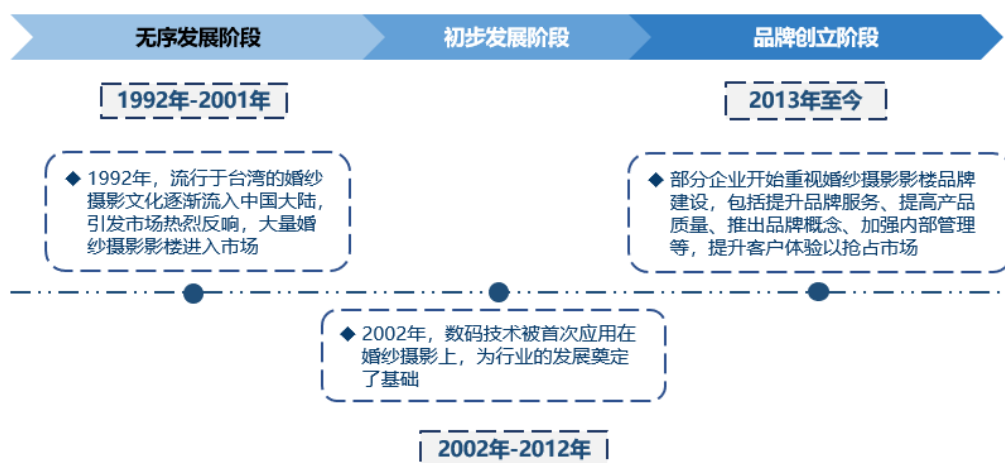 无序发展阶段
初步发展阶段
品牌创立阶段
1992年-2001年
2013年至今
◆ 1992年，流行于台湾的婚纱
摄影文化逐渐流入中国大陆，
引发市场热烈反响，大量婚
纱摄影影楼进入市场
◆ 部分企业开始重视婚纱摄影影楼品牌
建设，包括提升品牌服务、提高产品
质量、推出品牌概念、加强内部管理
等，提升客户体验以抢占市场
◆ 2002年，数码技术被首次应用在
婚纱摄影上，为行业的发展奠定
了基础
2002年-2012年